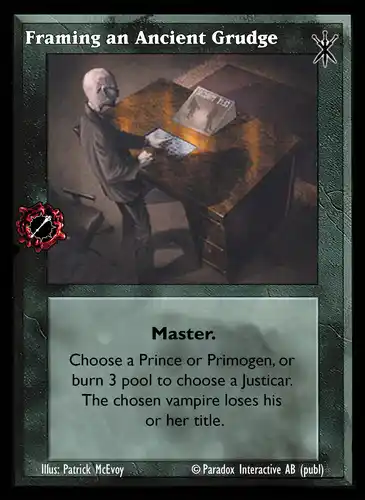 Framing an Ancient Grudge
Master.
Choose a Prince or Primogen, or
burn 3 pool to choose a Justicar.
The chosen vampire loses his
or her title.
Illus: Patrick McEvoy © Paradox Interactive AB (publ)